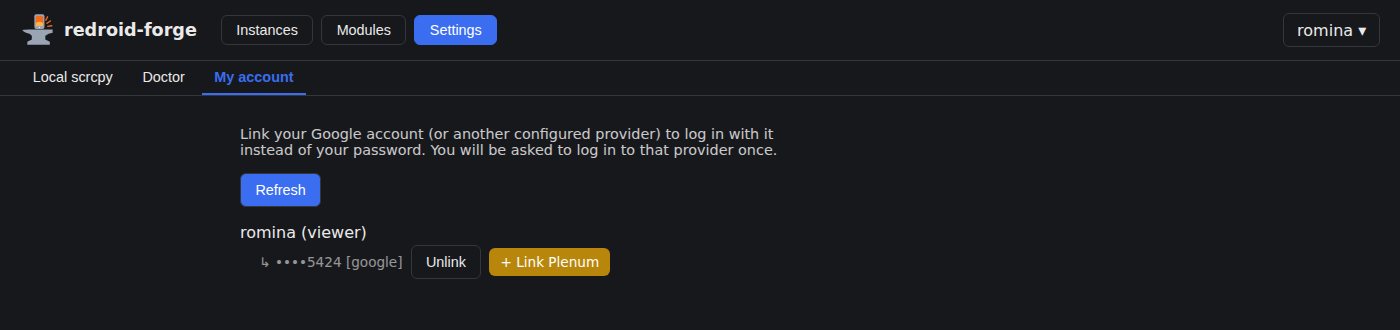 redroid-forge
Instances
Modules
Settings
romina ▾
Local scrcpy
Doctor
My account
Link your Google account (or another configured provider) to log in with it
instead of your password. You will be asked to log in to that provider once.
Refresh
romina (viewer)
↳ ••••5424 [google]
Unlink
+ Link Plenum